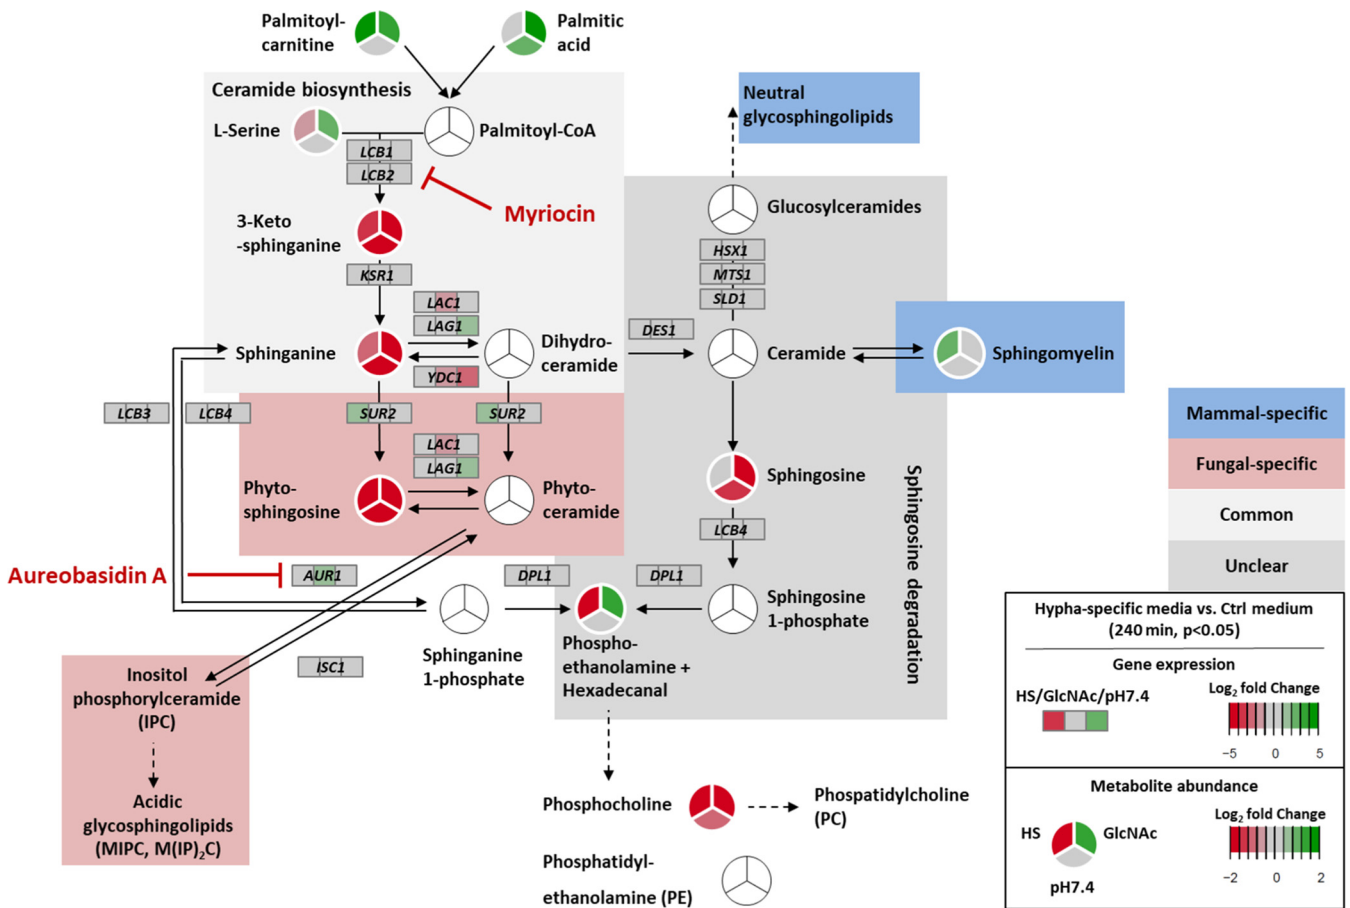 Palmitoyl-
carnitine
Palmitic
acid
Ceramide biosynthesis
L-Serine
Palmitoyl-CoA
LCB1
LCB2
Myriocin
Neutral
glycosphingolipids
3-Keto
-sphinganine
KSR1
Glucosylceramides
HSX1
MTS1
SLD1
LAC1
LAG1
YDC1
Sphinganine
Dihydro-
ceramide
DES1
Ceramide
Sphingomyelin
LCB3
LCB4
SUR2
SUR2
LAC1
LAG1
Phyto-
sphingosine
Phyto-
ceramide
Sphingosine
Sphingosine degradation
LCB4
Mammal-specific
Fungal-specific
Common
Unclear
Aureobasidin A
AUR1
DPL1
DPL1
Sphinganine
1-phosphate
Phospho-
ethanolamine +
Hexadecanal
Sphingosine
1-phosphate
ISC1
Inositol
phosphorylceramide
(IPC)
Acidic
glycosphingolipids
(MIPC, M(IP)₂C)
Phosphocholine
Phospatidylcholine
(PC)
Phosphatidyl-
ethanolamine (PE)
Hypha-specific media vs. Ctrl medium
(240 min, p<0.05)
Gene expression
HS/GlcNAc/pH7.4
Log₂ fold Change
−5 0 5
Metabolite abundance
HS
GlcNAc
pH7.4
Log₂ fold Change
−2 0 2